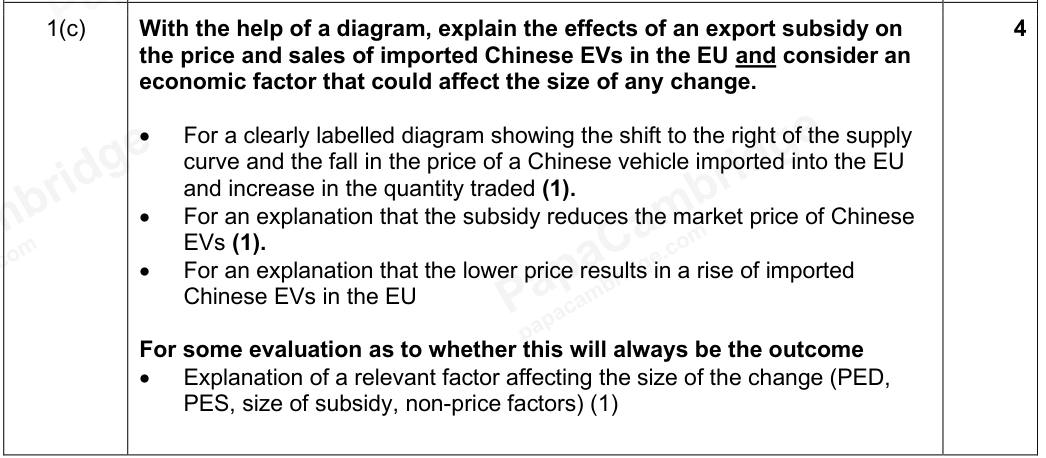 1(c)
With the help of a diagram, explain the effects of an export subsidy on
the price and sales of imported Chinese EVs in the EU and consider an
economic factor that could affect the size of any change.
4
• For a clearly labelled diagram showing the shift to the right of the supply
curve and the fall in the price of a Chinese vehicle imported into the EU
and increase in the quantity traded (1).
• For an explanation that the subsidy reduces the market price of Chinese
EVs (1).
• For an explanation that the lower price results in a rise of imported
Chinese EVs in the EU
For some evaluation as to whether this will always be the outcome
• Explanation of a relevant factor affecting the size of the change (PED,
PES, size of subsidy, non-price factors) (1)
mbridge
om
PapaCambridge
papacambridge.com